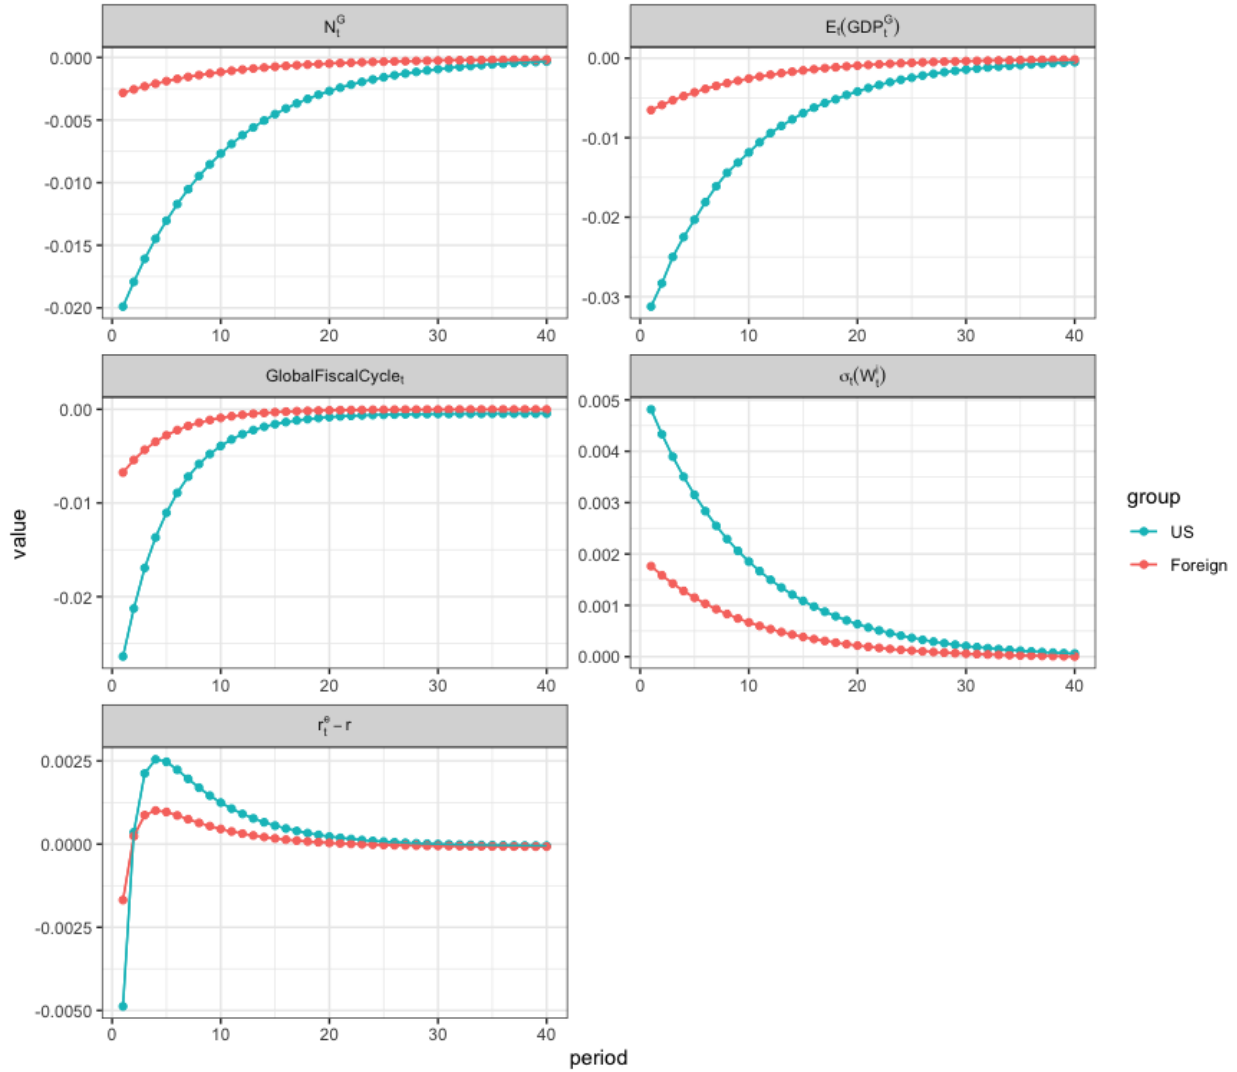 N_t^G
E_t(GDP_t^G)
0.000
-0.005
-0.010
-0.015
-0.020
0 10 20 30 40
0.00
-0.01
-0.02
-0.03
0 10 20 30 40
GlobalFiscalCycle_t
σ_t(W_t^i)
0.00
-0.01
-0.02
0 10 20 30 40
0.005
0.004
0.003
0.002
0.001
0.000
0 10 20 30 40
r_t^e − r
0.0025
0.0000
-0.0025
-0.0050
0 10 20 30 40
value
period
group
US
Foreign